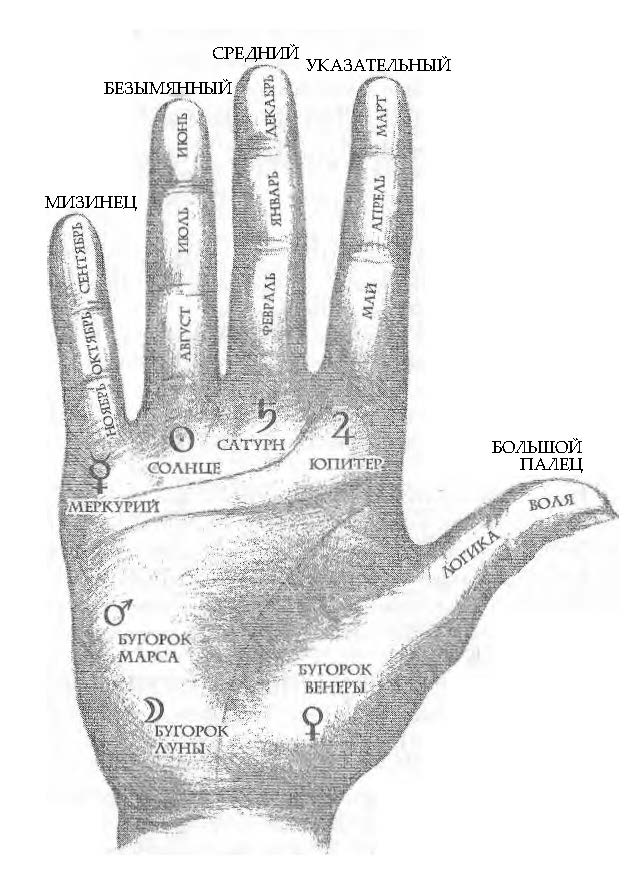 СРЕДНИЙ
УКАЗАТЕЛЬНЫЙ
БЕЗЫМЯННЫЙ
МИЗИНЕЦ
СЕНТЯБРЬ
ОКТЯБРЬ
НОЯБРЬ
ИЮНЬ
ИЮЛЬ
АВГУСТ
ДЕКАБРЬ
ЯНВАРЬ
ФЕВРАЛЬ
МАРТ
АПРЕЛЬ
МАЙ
♄
САТУРН
♃
ЮПИТЕР
☉
СОЛНЦЕ
☿
МЕРКУРИЙ
БОЛЬШОЙ
ПАЛЕЦ
ВОЛЯ
ЛОГИКА
♂
БУГОРОК
МАРСА
БУГОРОК
ВЕНЕРЫ
♀
☽
БУГОРОК
ЛУНЫ